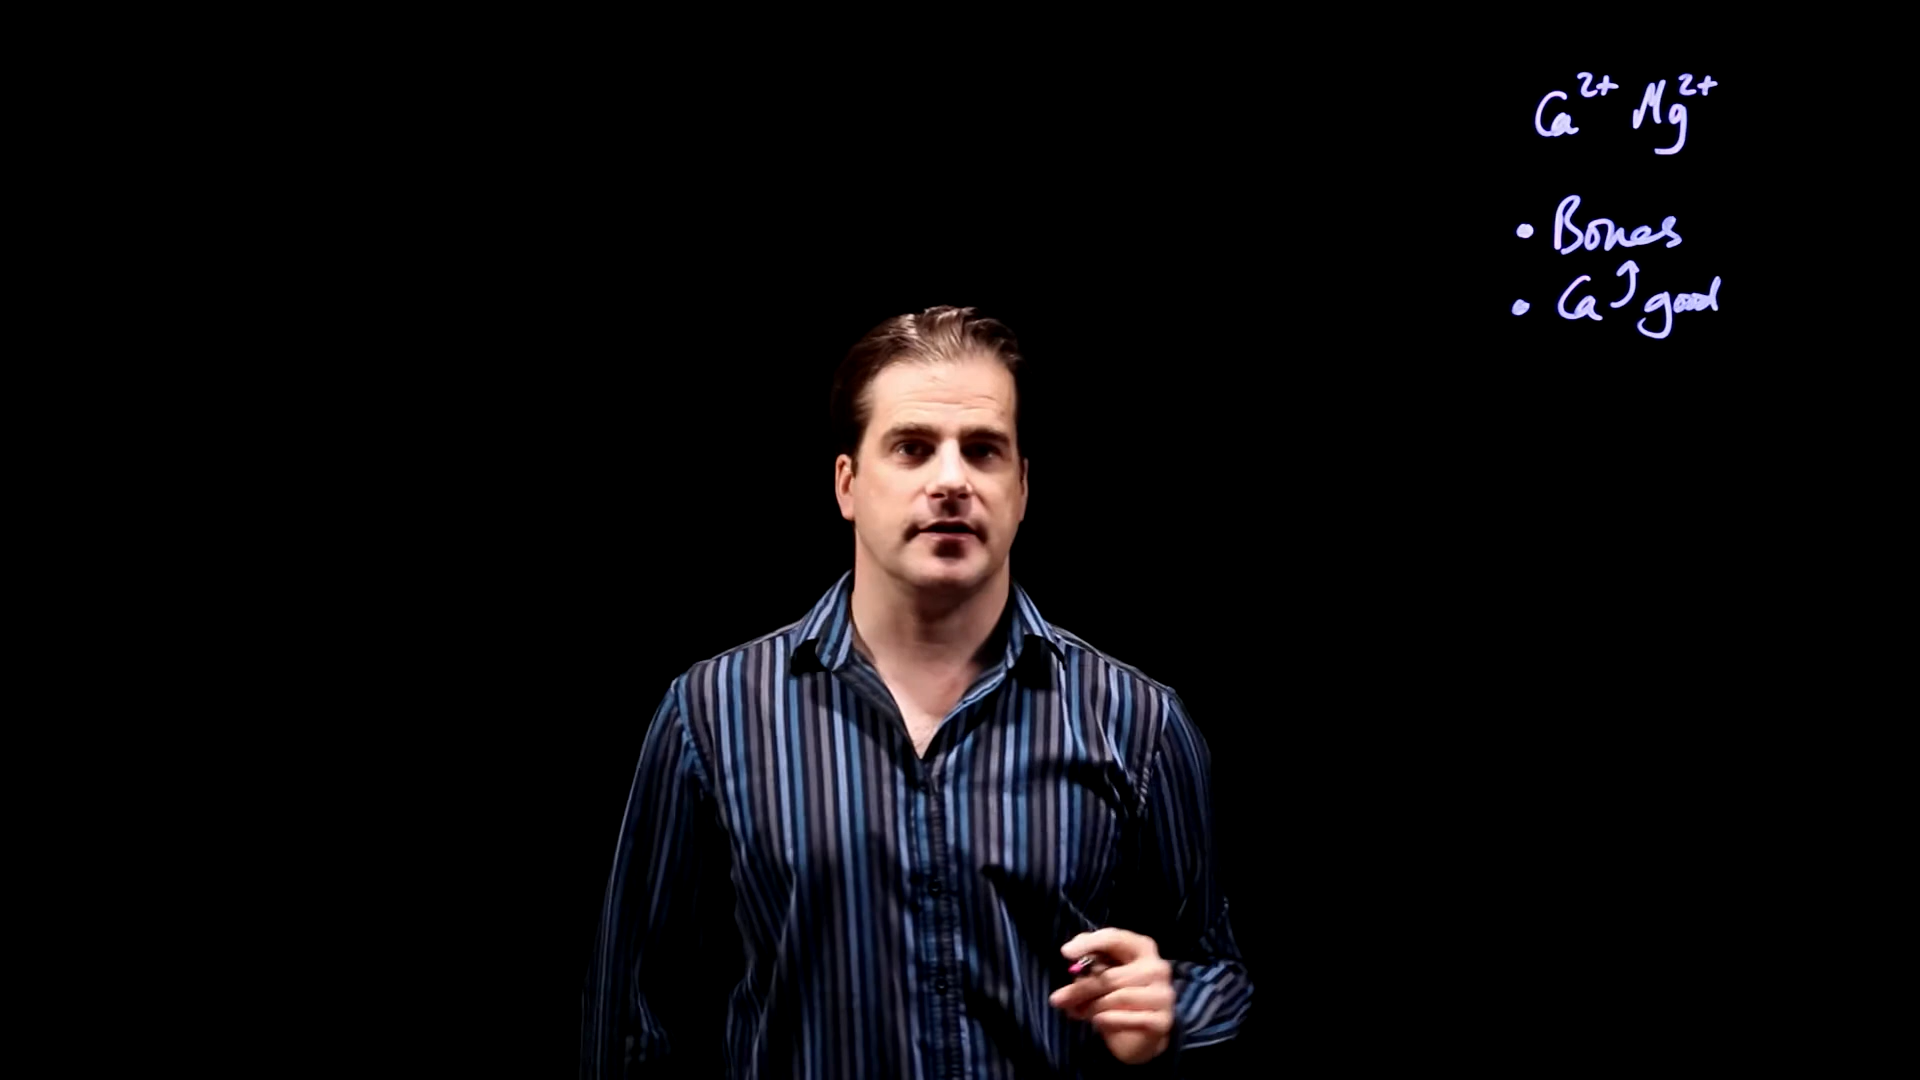 Ca²⁺ Mg²⁺
• Bones
• Ca⤴ good